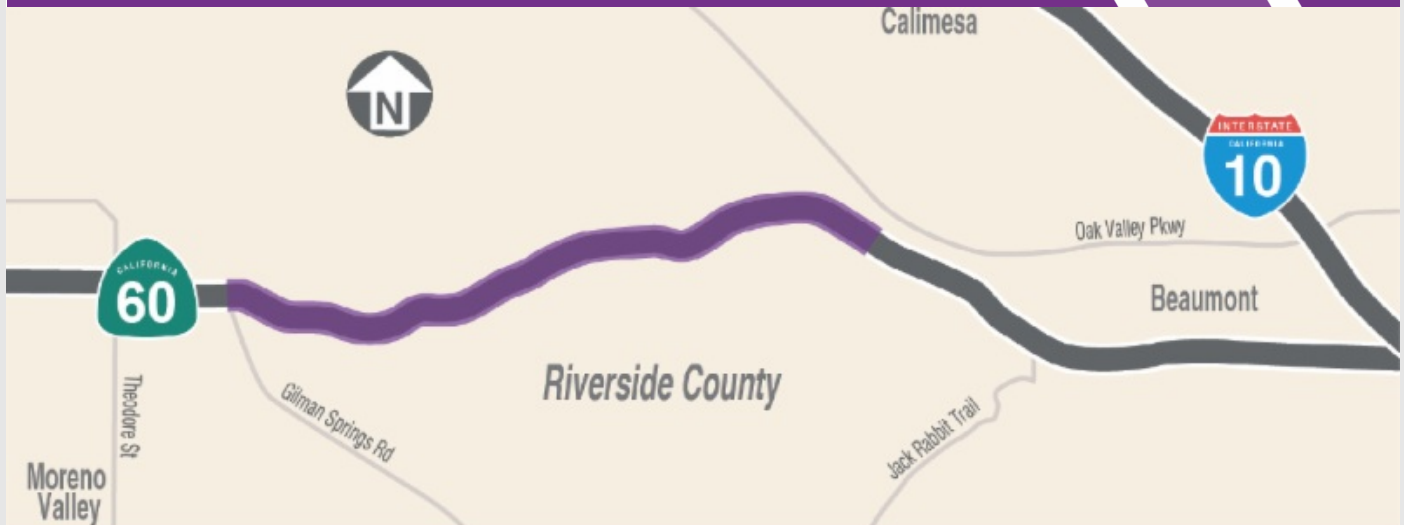 Calimesa
N
INTERSTATE
CALIFORNIA
10
Oak Valley Pkwy
CALIFORNIA
60
Beaumont
Riverside County
Theodore St
Gilman Springs Rd
Jack Rabbit Trail
Moreno
Valley